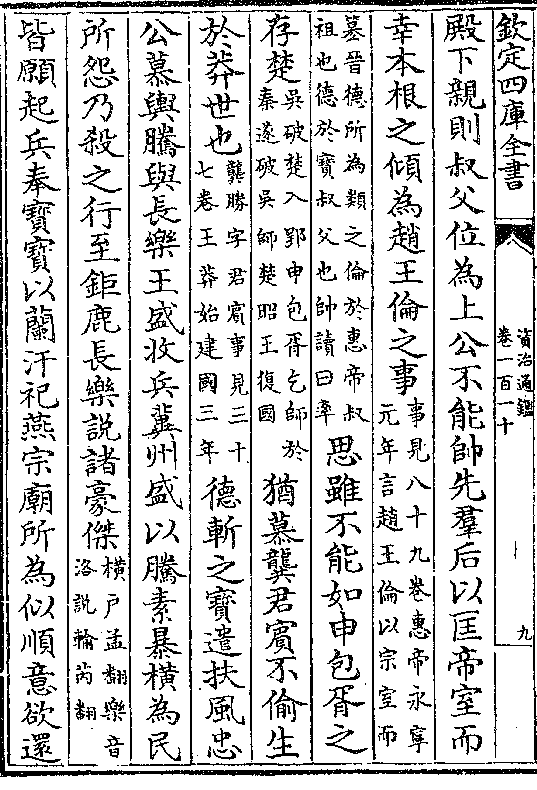 欽定四庫全書
資治通鑑
卷一百一十
九
殿下親則叔父位為上公不能帥先羣后以匡帝室而
幸本根之傾為趙王倫之事事見八十九卷惠帝永寧
元年言趙王倫以宗室而
簒晉德所為類之倫於惠帝叔
祖也德於寶叔父也帥讀曰率思雖不能如申包胥之
存楚吳破楚入郢申包胥乞師於
秦遂破吳師楚昭王復國猶慕龔君賓不偷生
於莽世也龔勝字君賓事見三十
七卷王莽始建國三年德斬之寶遣扶風忠
公慕輿騰與長樂王盛收兵冀州盛以騰素暴橫為民
所怨乃殺之行至鉅鹿長樂説諸豪傑橫户孟翻樂音
洛説輸芮翻
皆願起兵奉寶寶以蘭汗祀燕宗廟所為似順意欲還